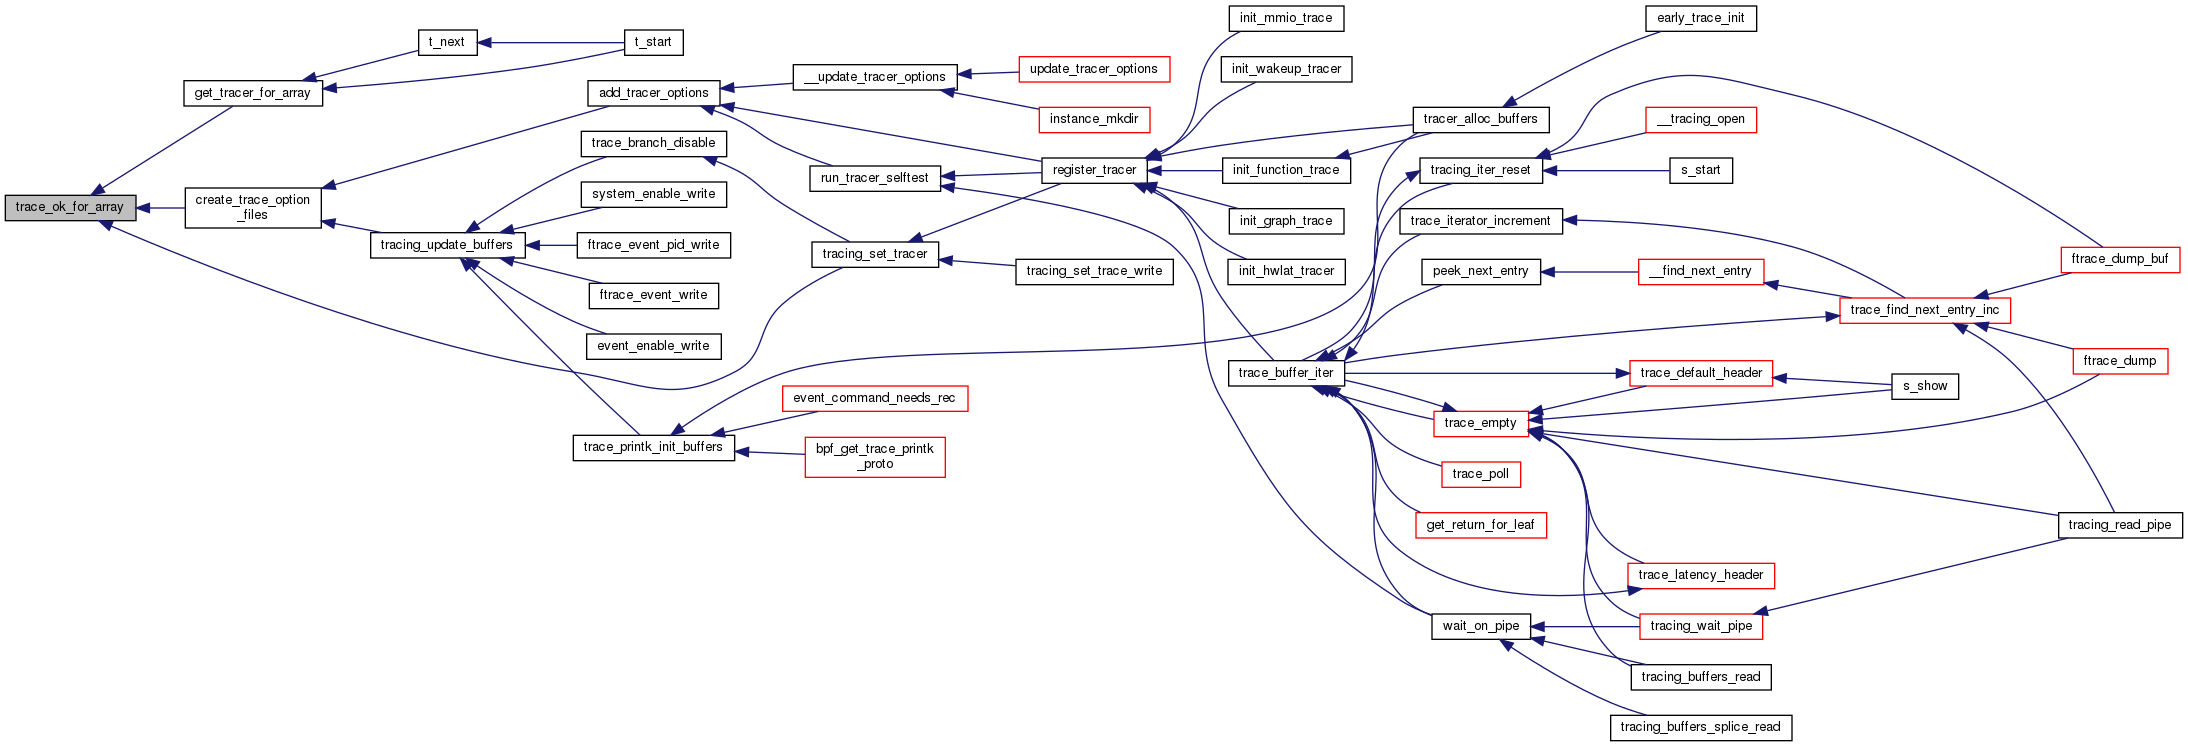 trace_ok_for_array
get_tracer_for_array
create_trace_option
_files
t_next
t_start
tracing_update_buffers
add_tracer_options
trace_branch_disable
system_enable_write
ftrace_event_pid_write
ftrace_event_write
event_enable_write
trace_printk_init_buffers
__update_tracer_options
run_tracer_selftest
tracing_set_tracer
event_command_needs_rec
bpf_get_trace_printk
_proto
update_tracer_options
instance_mkdir
register_tracer
tracing_set_trace_write
init_mmio_trace
init_wakeup_tracer
init_function_trace
init_graph_trace
init_hwlat_tracer
trace_buffer_iter
tracer_alloc_buffers
tracing_iter_reset
trace_iterator_increment
peek_next_entry
trace_empty
trace_poll
get_return_for_leaf
wait_on_pipe
early_trace_init
__tracing_open
s_start
__find_next_entry
trace_default_header
trace_latency_header
tracing_wait_pipe
tracing_buffers_read
tracing_buffers_splice_read
trace_find_next_entry_inc
s_show
ftrace_dump_buf
ftrace_dump
tracing_read_pipe